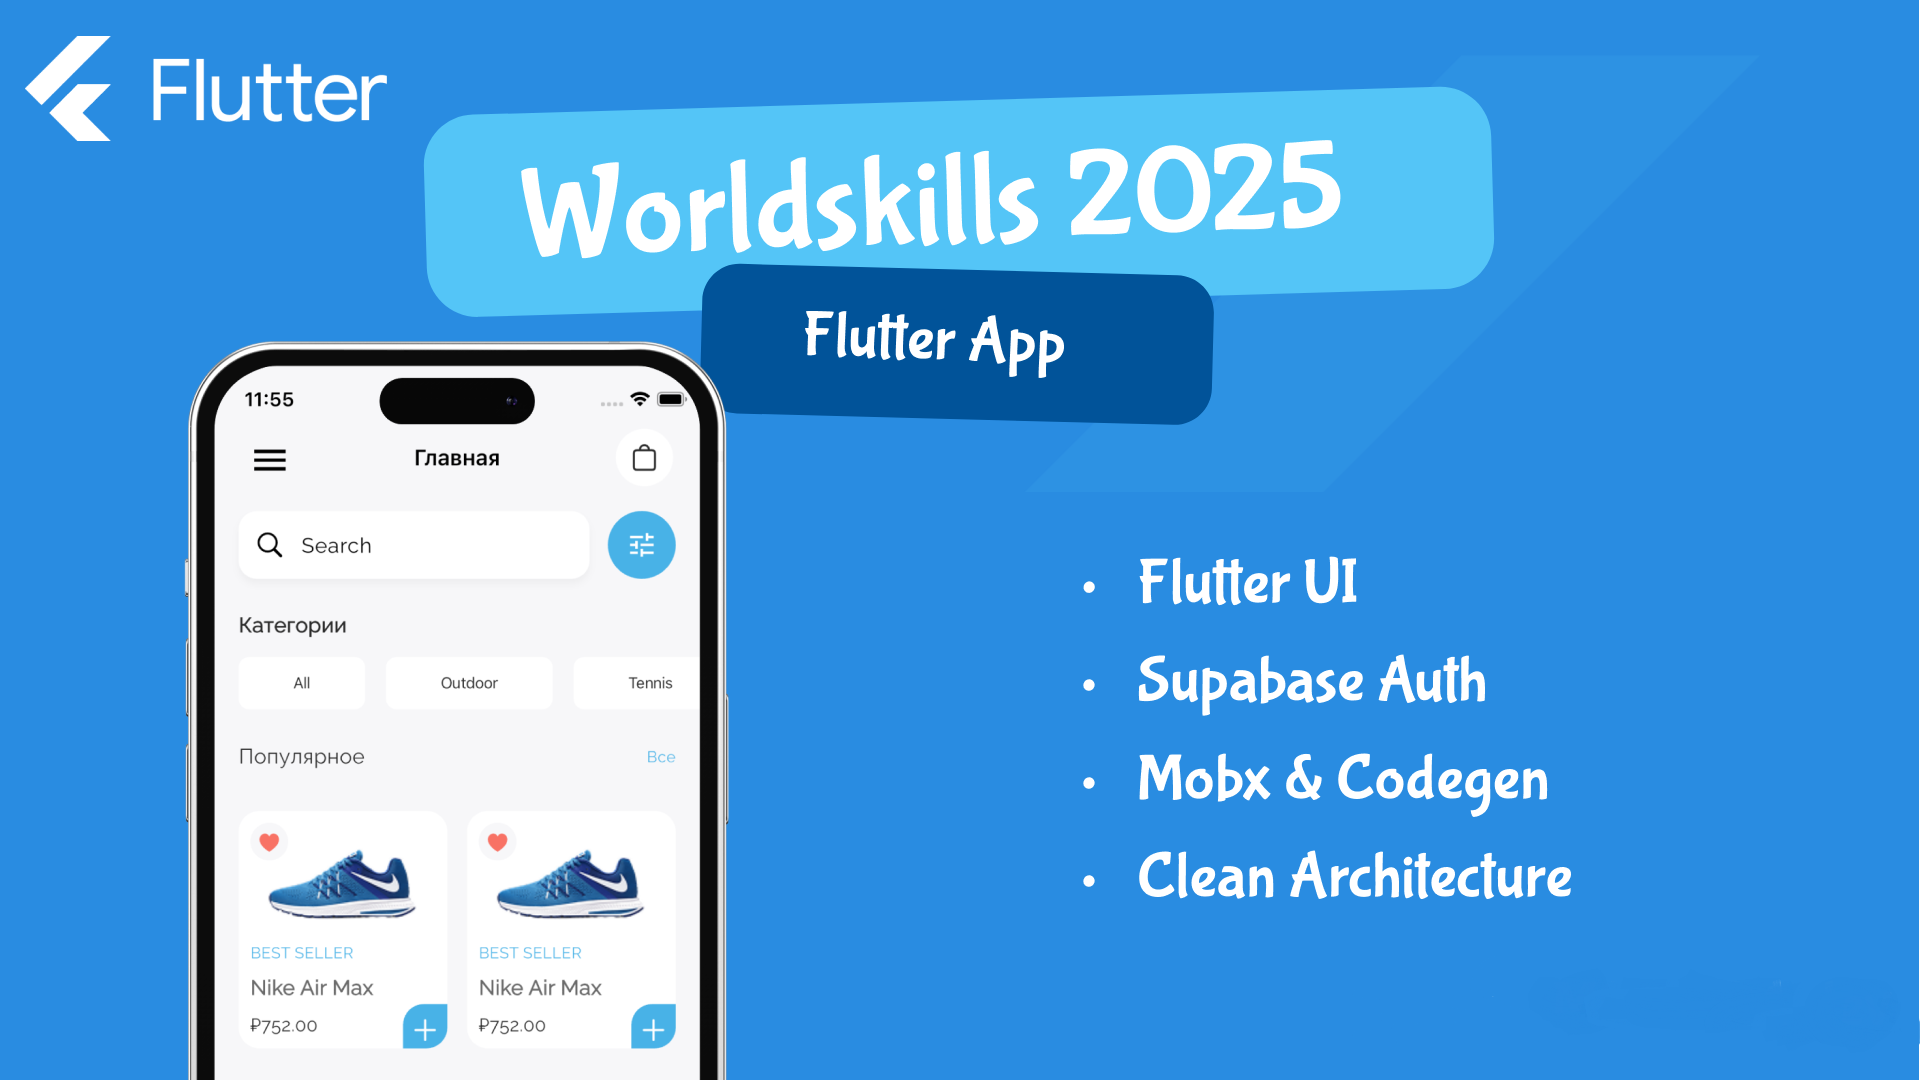 Flutter
Worldskills 2025
Flutter App
11:55
Главная
Search
Категории
All
Outdoor
Tennis
Популярное
Все
BEST SELLER
Nike Air Max
₽752.00
BEST SELLER
Nike Air Max
₽752.00
• Flutter UI
• Supabase Auth
• Mobx & Codegen
• Clean Architecture